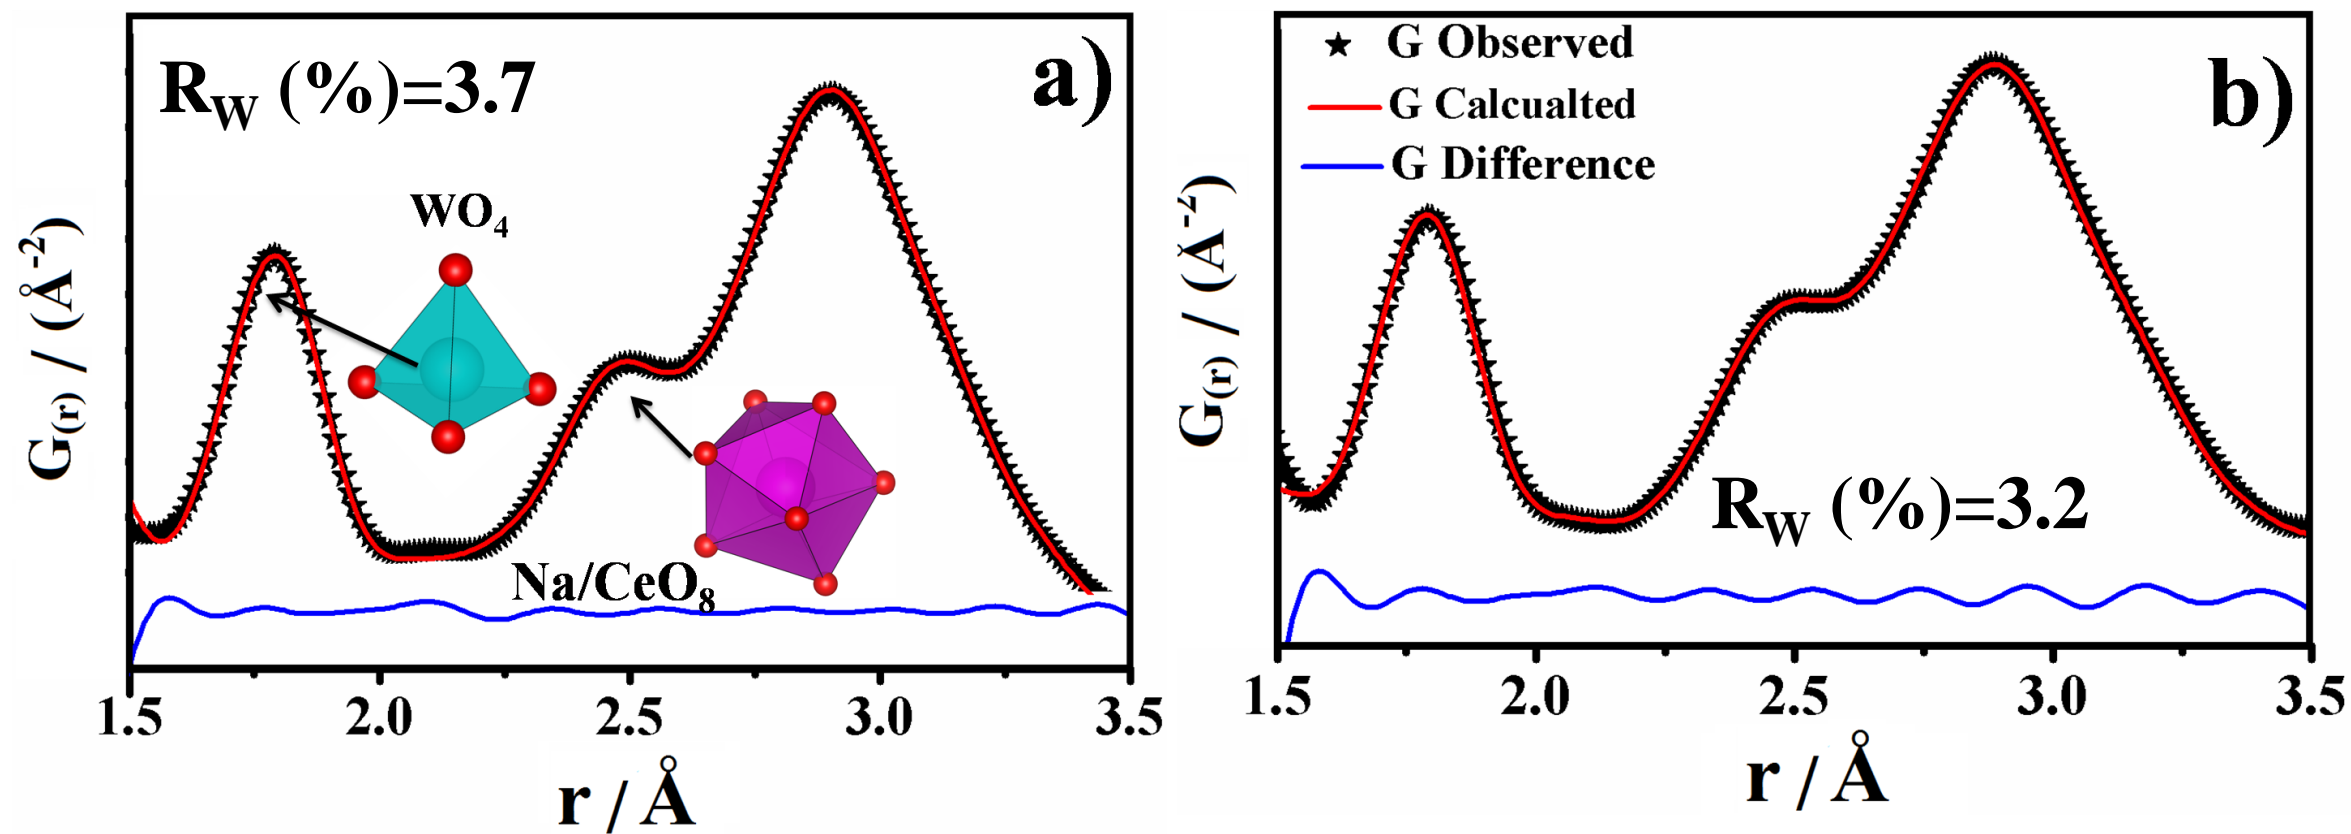 R_W (%)=3.7
a)
WO₄
Na/CeO₈
G(r) / (Å⁻²)
1.5 2.0 2.5 3.0 3.5
r / Å
G Observed
G Calcualted
G Difference
b)
R_W (%)=3.2
G(r) / (Å⁻²)
1.5 2.0 2.5 3.0 3.5
r / Å